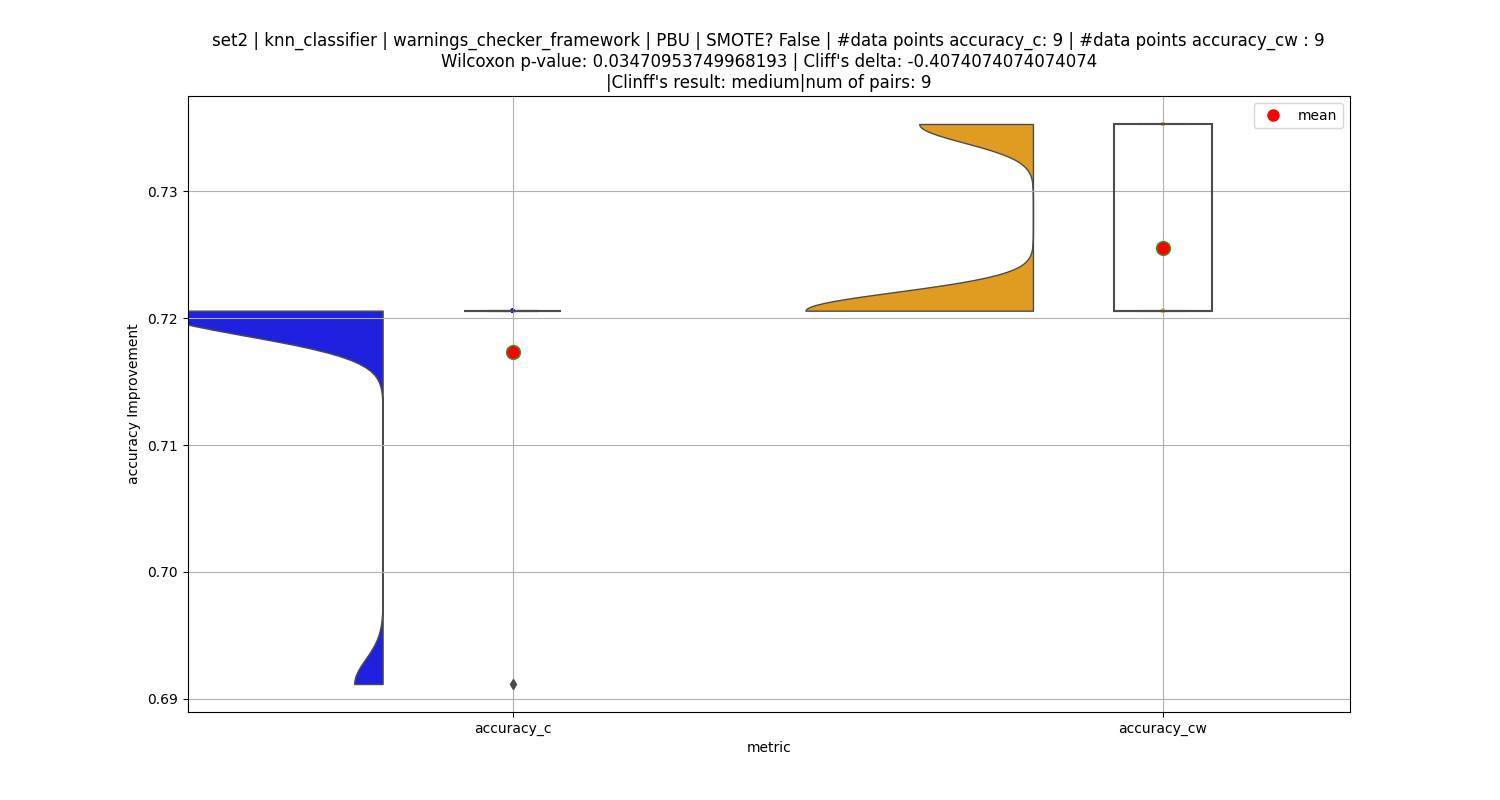 set2 | knn_classifier | warnings_checker_framework | PBU | SMOTE? False | #data points accuracy_c: 9 | #data points accuracy_cw : 9
Wilcoxon p-value: 0.03470953749968193 | Cliff's delta: -0.4074074074074074
|Clinff's result: medium|num of pairs: 9
mean
0.73
0.72
0.71
0.70
0.69
accuracy Improvement
accuracy_c
accuracy_cw
metric